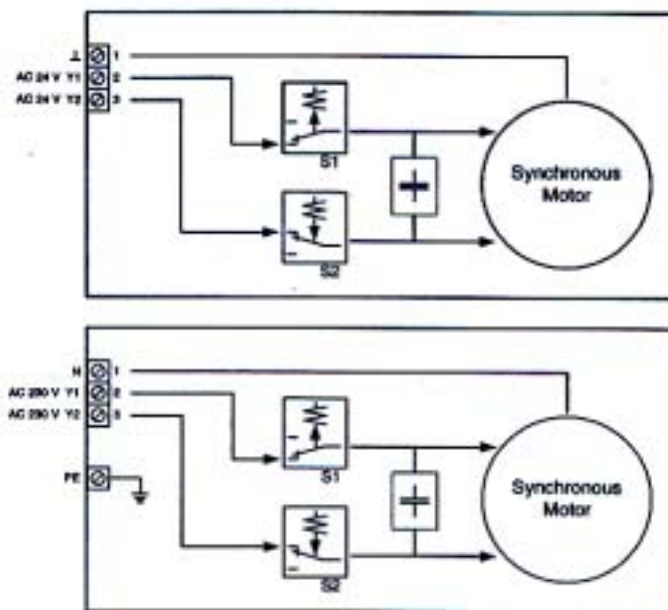 ⊥ 1
AC 24 V Y1 2
AC 24 V Y2 3
S1
S2
Synchronous
Motor
N 1
AC 230 V Y1 2
AC 230 V Y2 3
PE
S1
S2
Synchronous
Motor